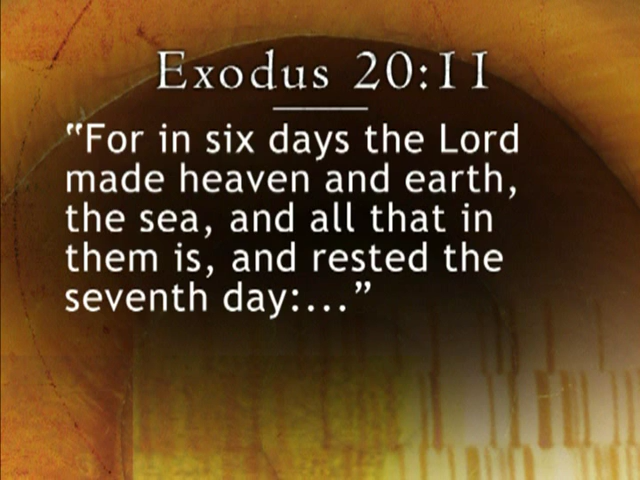 Exodus 20:11
“For in six days the Lord
made heaven and earth,
the sea, and all that in
them is, and rested the
seventh day:...”